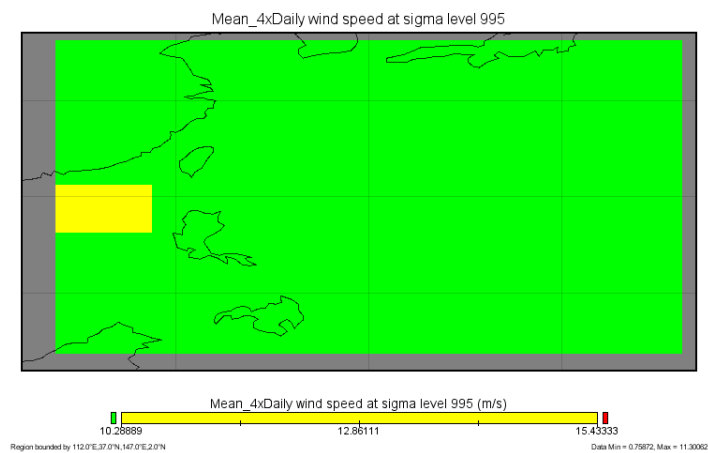 Mean_4xDaily wind speed at sigma level 995
Mean_4xDaily wind speed at sigma level 995 (m/s)
10.28889 12.86111 15.43333
Region bounded by 112.0°E,37.0°N,147.0°E,2.0°N Data Min = 0.75872, Max = 11.30062